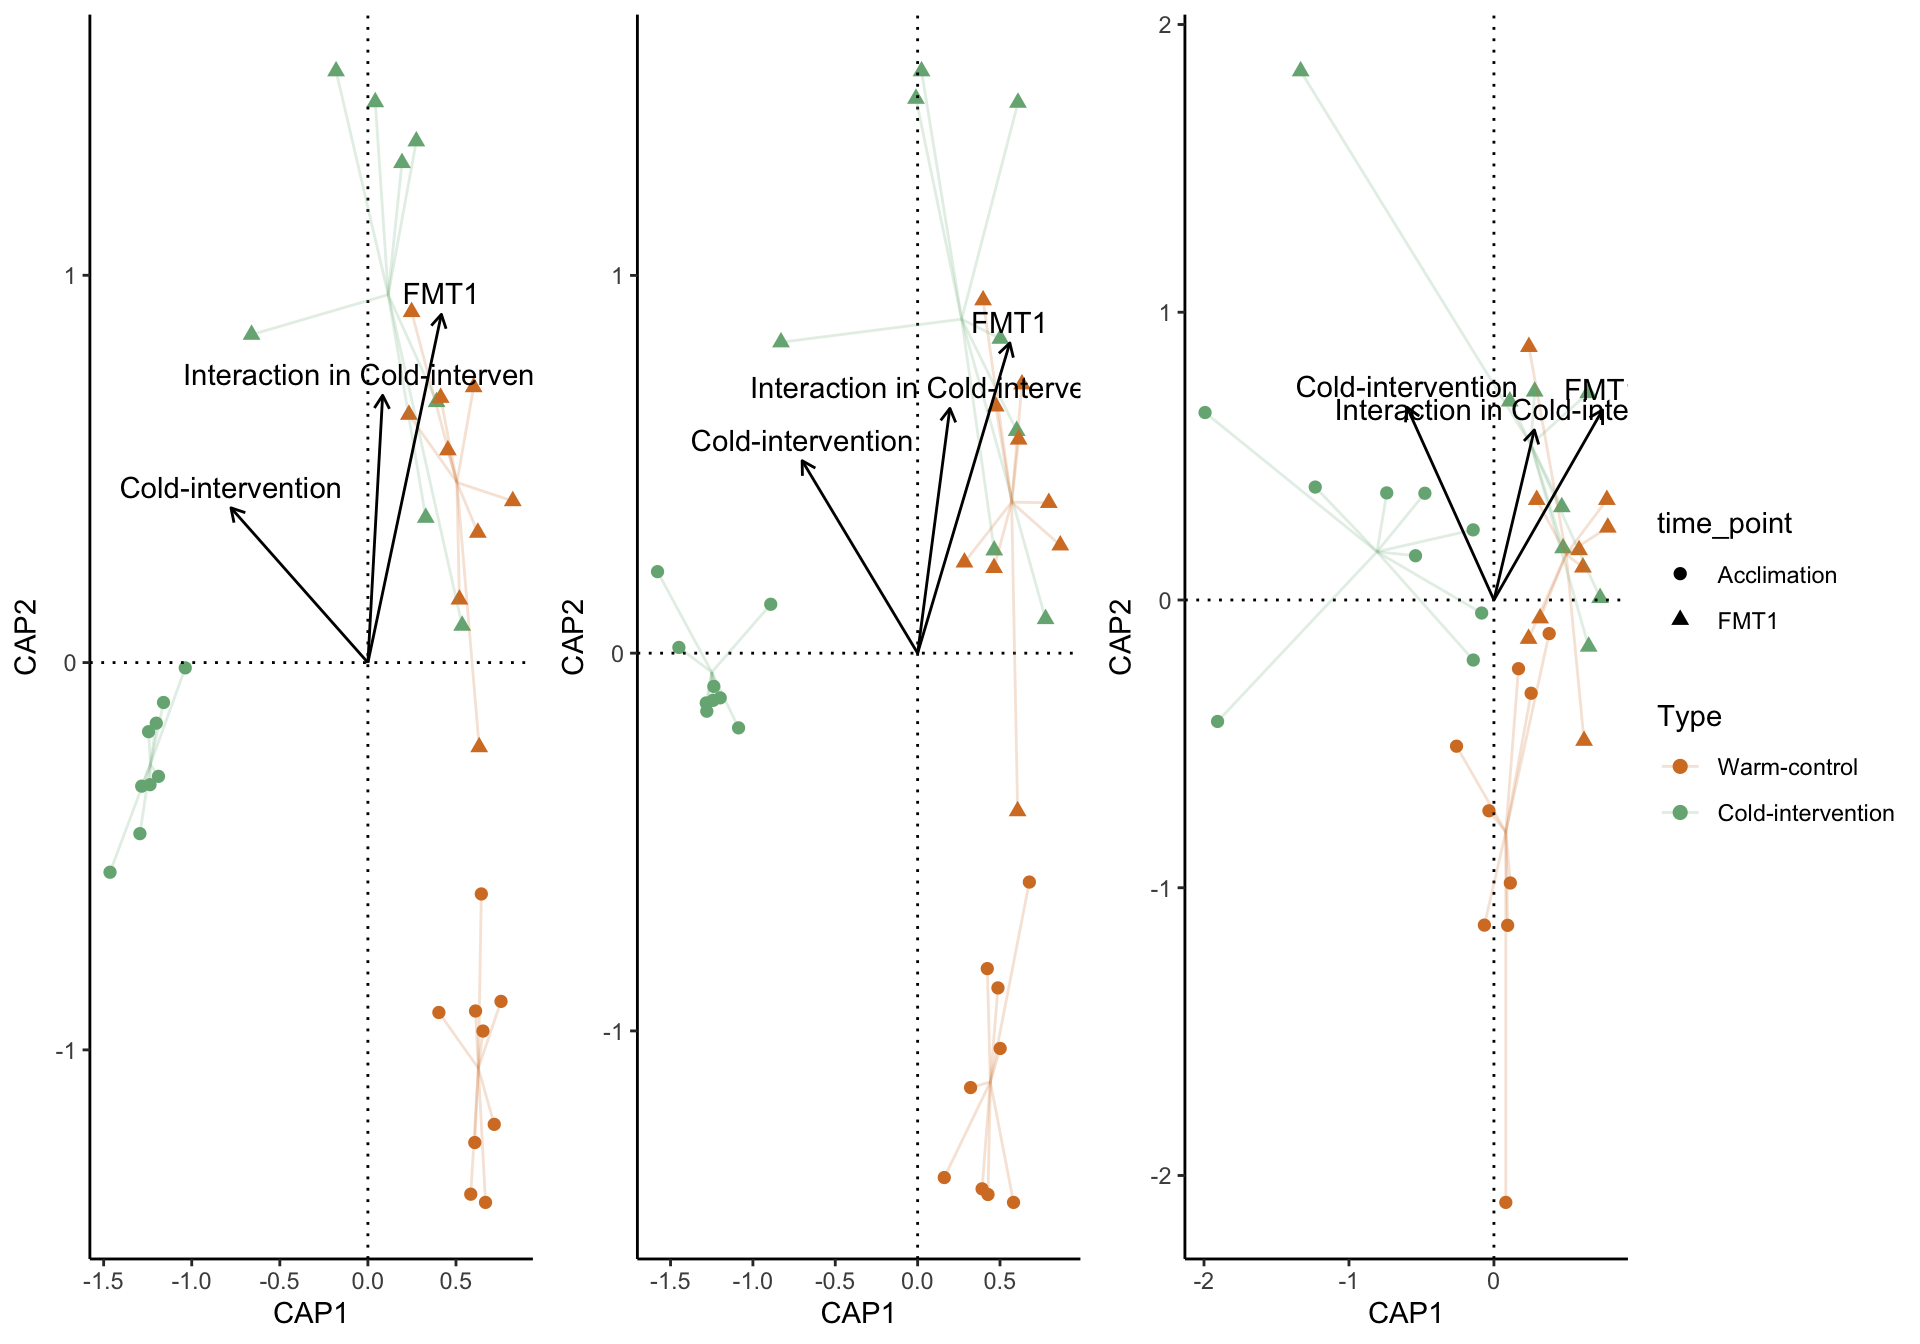 1
0
-1
-1.5
-1.0
-0.5
0.0
0.5
CAP1
CAP2
FMT1
Interaction in Cold-interven
Cold-intervention
1
0
-1
-1.5
-1.0
-0.5
0.0
0.5
CAP1
CAP2
FMT1
Interaction in Cold-interve
Cold-intervention
2
1
0
-1
-2
-2
-1
0
CAP1
CAP2
Cold-intervention
FMT
Interaction in Cold-inte
time_point
Acclimation
FMT1
Type
Warm-control
Cold-intervention